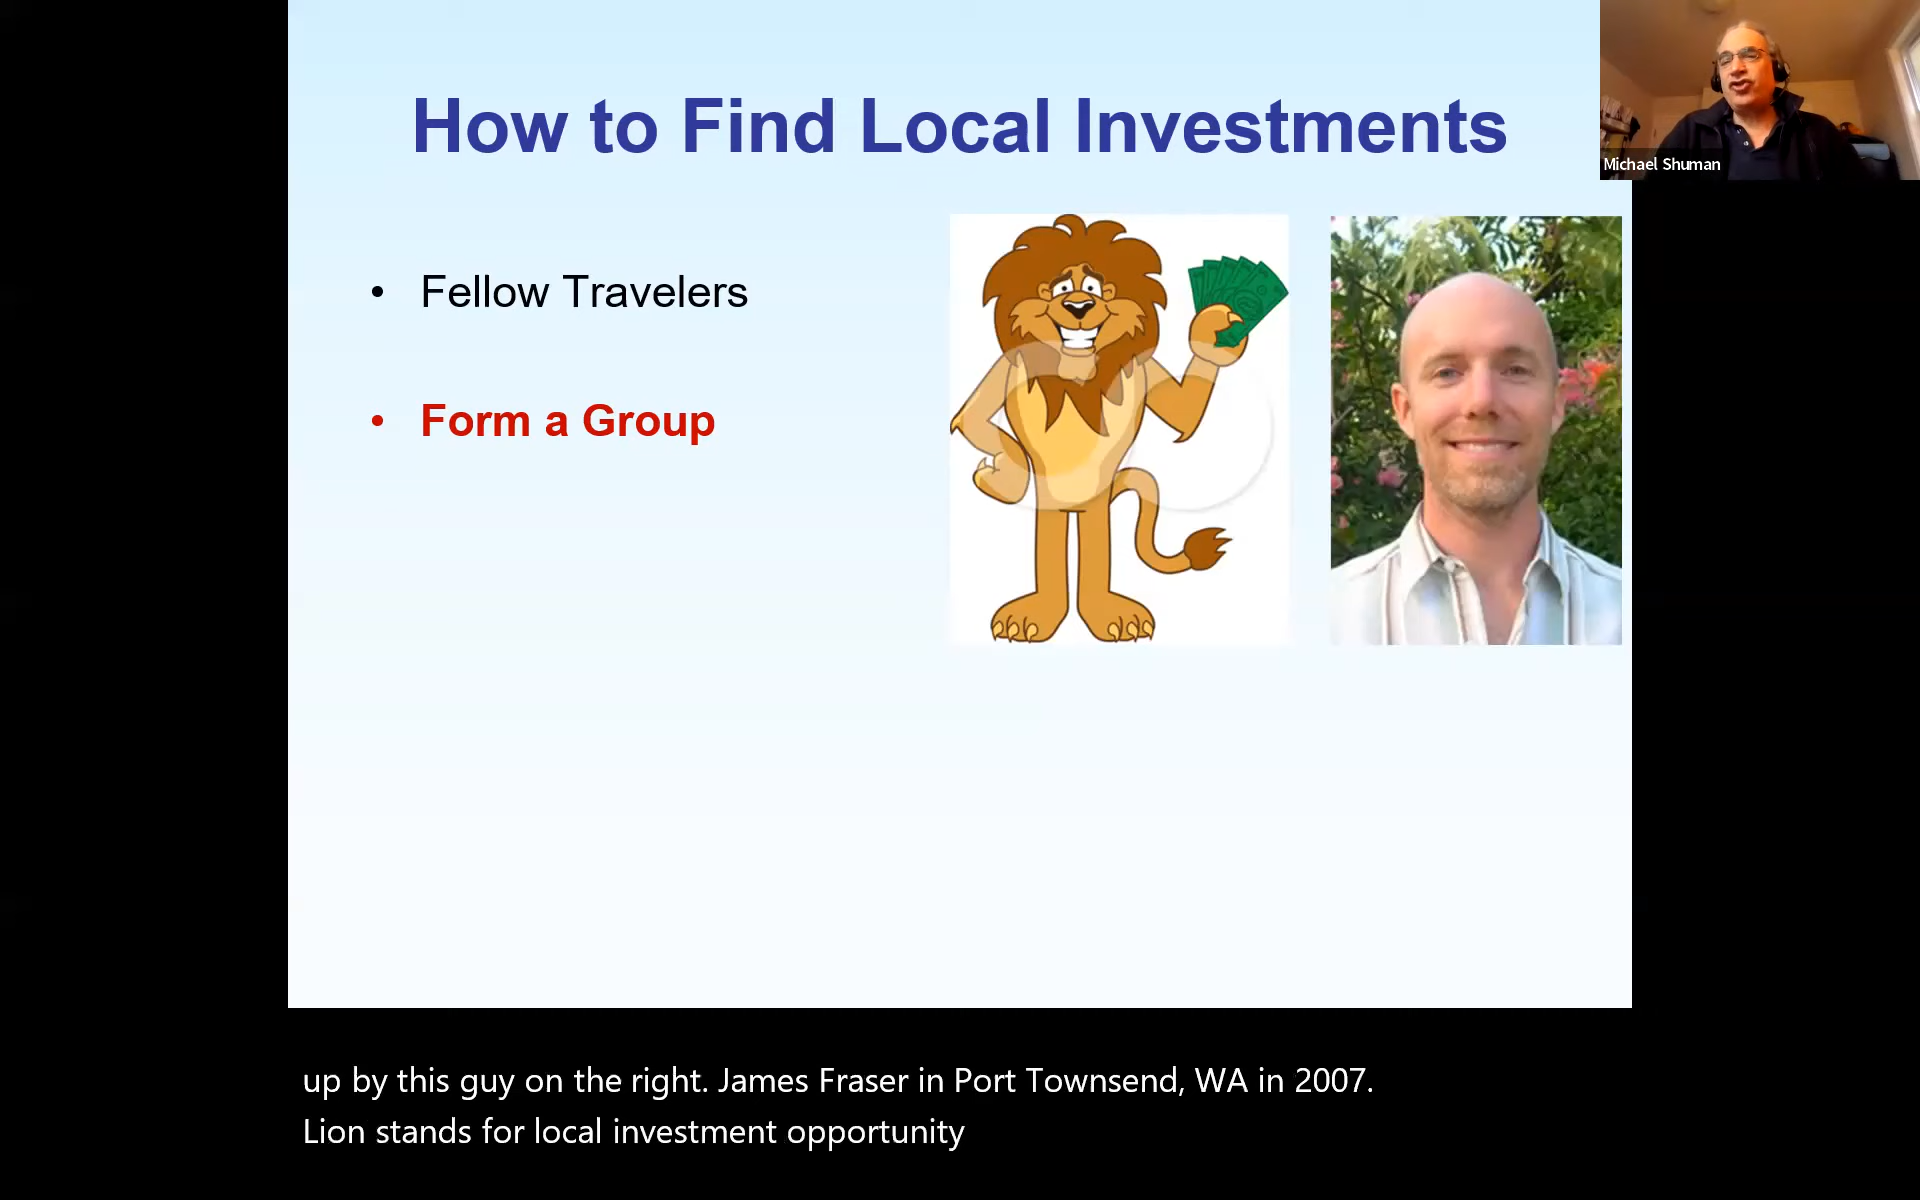 How to Find Local Investments
Michael Shuman
• Fellow Travelers
• Form a Group
up by this guy on the right. James Fraser in Port Townsend, WA in 2007.
Lion stands for local investment opportunity